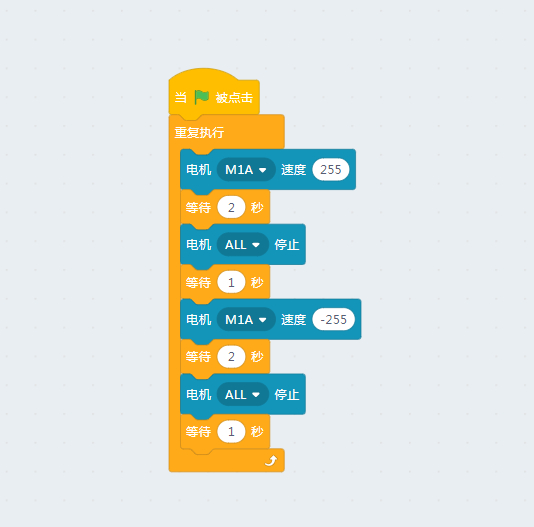 当 被点击
重复执行
电机 M1A 速度 255
等待 2 秒
电机 ALL 停止
等待 1 秒
电机 M1A 速度 -255
等待 2 秒
电机 ALL 停止
等待 1 秒